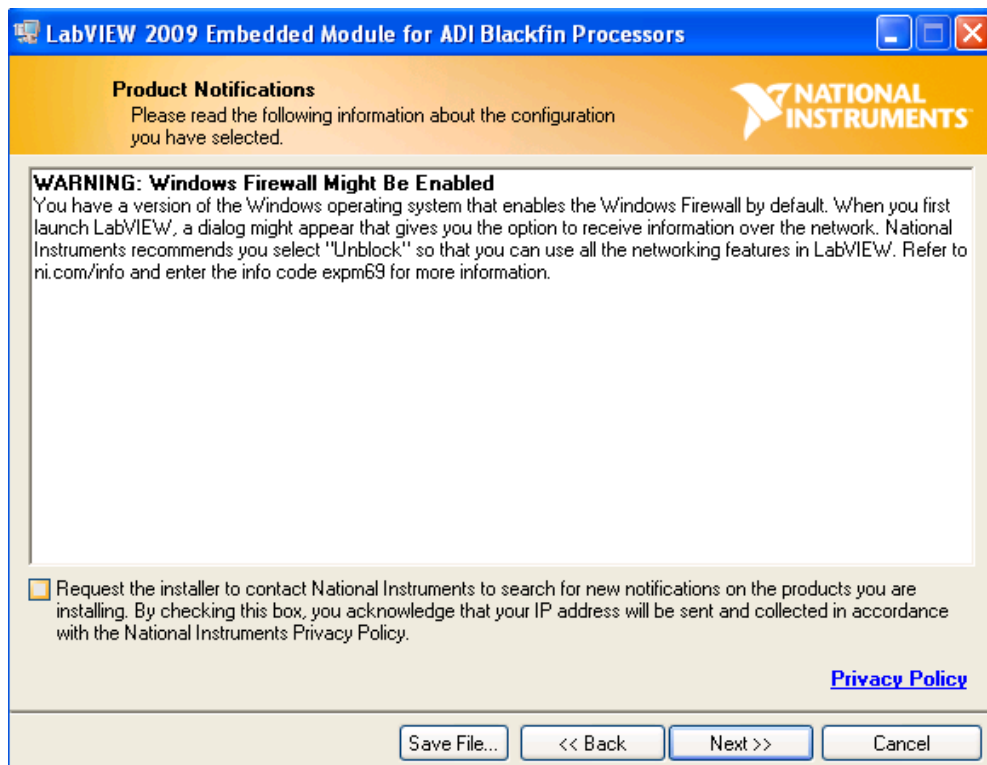 LabVIEW 2009 Embedded Module for ADI Blackfin Processors
Product Notifications
Please read the following information about the configuration
you have selected.
NATIONAL
INSTRUMENTS
WARNING: Windows Firewall Might Be Enabled
You have a version of the Windows operating system that enables the Windows Firewall by default. When you first
launch LabVIEW, a dialog might appear that gives you the option to receive information over the network. National
Instruments recommends you select "Unblock" so that you can use all the networking features in LabVIEW. Refer to
ni.com/info and enter the info code expm69 for more information.
Request the installer to contact National Instruments to search for new notifications on the products you are
installing. By checking this box, you acknowledge that your IP address will be sent and collected in accordance
with the National Instruments Privacy Policy.
Privacy Policy
Save File...
<< Back
Next >>
Cancel